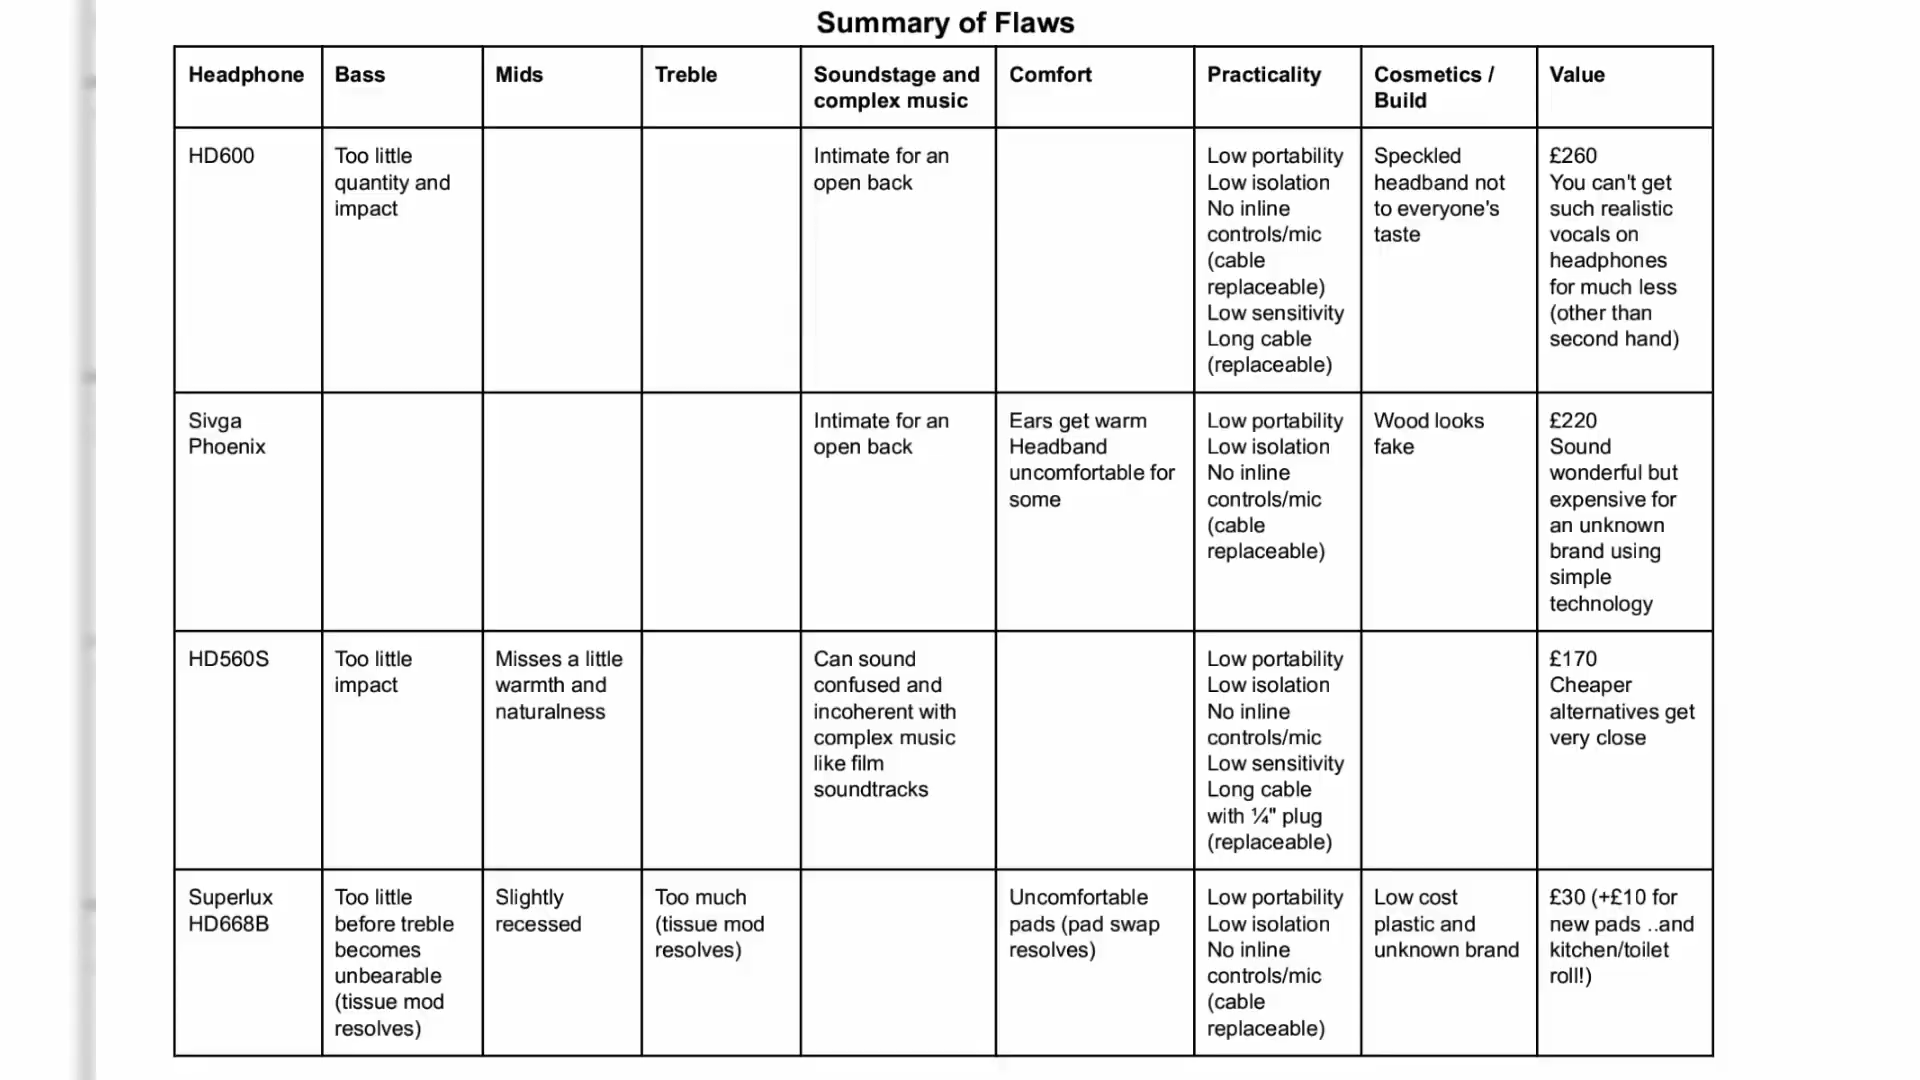 Summary of Flaws
Headphone
Bass
Mids
Treble
Soundstage and
complex music
Comfort
Practicality
Cosmetics /
Build
Value
HD600
Too little
quantity and
impact
Intimate for an
open back
Low portability
Low isolation
No inline
controls/mic
(cable
replaceable)
Low sensitivity
Long cable
(replaceable)
Speckled
headband not
to everyone's
taste
£260
You can't get
such realistic
vocals on
headphones
for much less
(other than
second hand)
Sivga
Phoenix
Intimate for an
open back
Ears get warm
Headband
uncomfortable for
some
Low portability
Low isolation
No inline
controls/mic
(cable
replaceable)
Wood looks
fake
£220
Sound
wonderful but
expensive for
an unknown
brand using
simple
technology
HD560S
Too little
impact
Misses a little
warmth and
naturalness
Can sound
confused and
incoherent with
complex music
like film
soundtracks
Low portability
Low isolation
No inline
controls/mic
Low sensitivity
Long cable
with ¼" plug
(replaceable)
£170
Cheaper
alternatives get
very close
Superlux
HD668B
Too little
before treble
becomes
unbearable
(tissue mod
resolves)
Slightly
recessed
Too much
(tissue mod
resolves)
Uncomfortable
pads (pad swap
resolves)
Low portability
Low isolation
No inline
controls/mic
(cable
replaceable)
Low cost
plastic and
unknown brand
£30 (+£10 for
new pads ..and
kitchen/toilet
roll!)